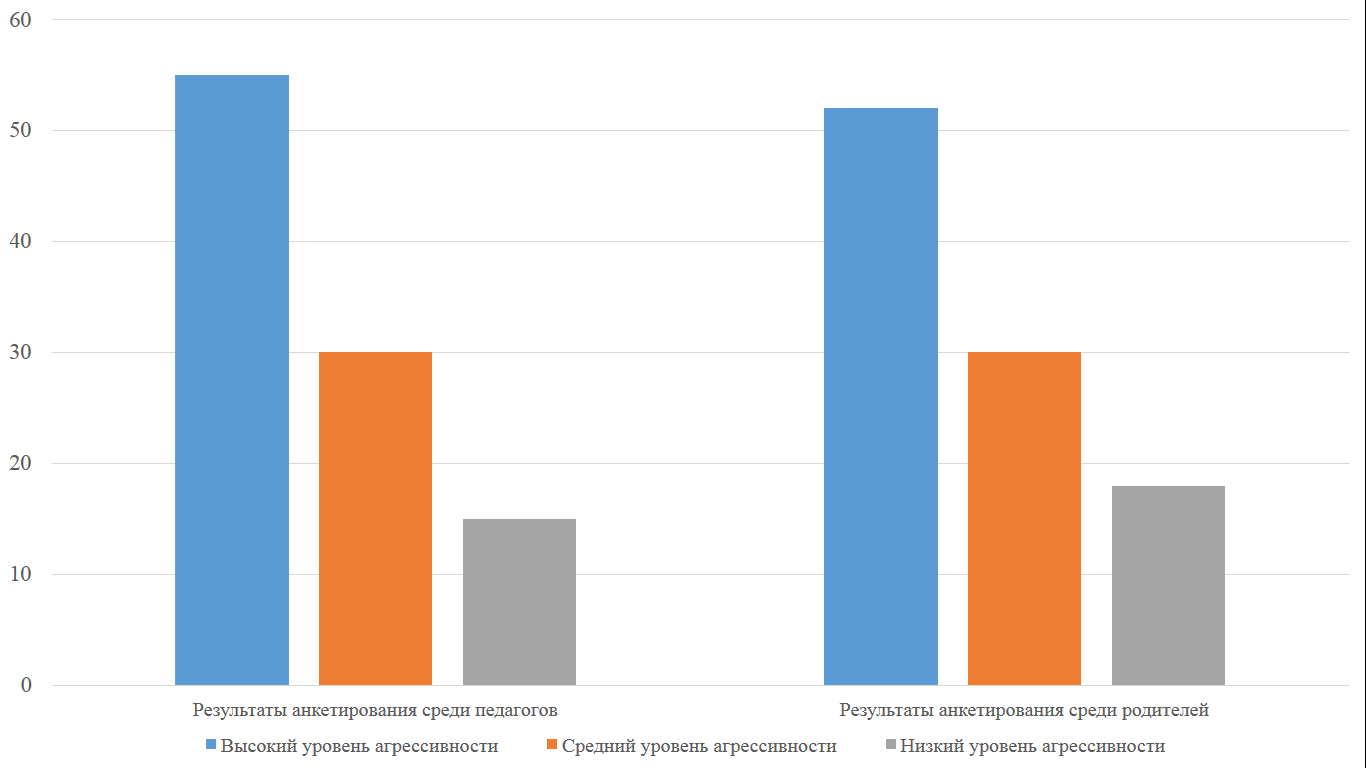 60
50
40
30
20
10
0
Результаты анкетирования среди педагогов
Результаты анкетирования среди родителей
Высокий уровень агрессивности
Средний уровень агрессивности
Низкий уровень агрессивности